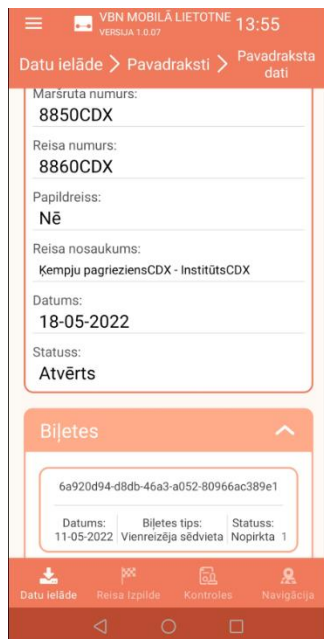 VBN MOBILĀ LIETOTNE 13:55
VERSIJA 1.0.07
Datu ielāde > Pavadraksti > Pavadraksta dati
Maršruta numurs:
8850CDX
Reisa numurs:
8860CDX
Papildreiss:
Nē
Reisa nosaukums:
Ķempju pagrieziensCDX - InstitūtsCDX
Datums:
18-05-2022
Statuss:
Atvērts
Biļetes
6a920d94-d8db-46a3-a052-80966ac389e1
Datums: Biļetes tips: Statuss:
11-05-2022 Vienreizēja sēdvieta Nopirkta 1
Datu ielāde Reisa Izpilde Kontroles Navigācija